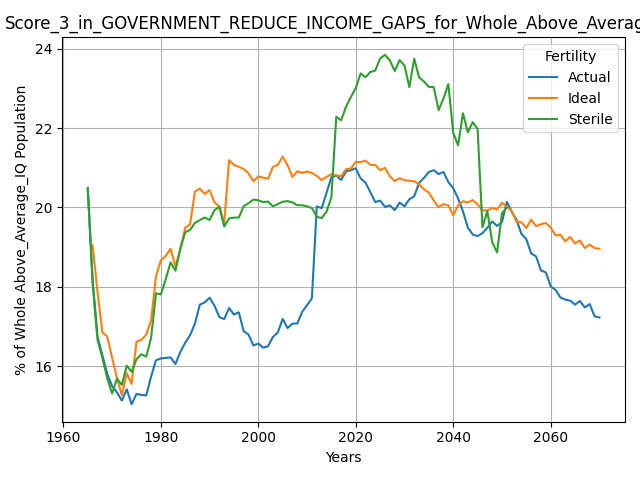 Score_3_in_GOVERNMENT_REDUCE_INCOME_GAPS_for_Whole_Above_Averag
24
22
20
18
16
1960
1980
2000
2020
2040
2060
Years
% of Whole Above_Average_IQ Population
Fertility
Actual
Ideal
Sterile